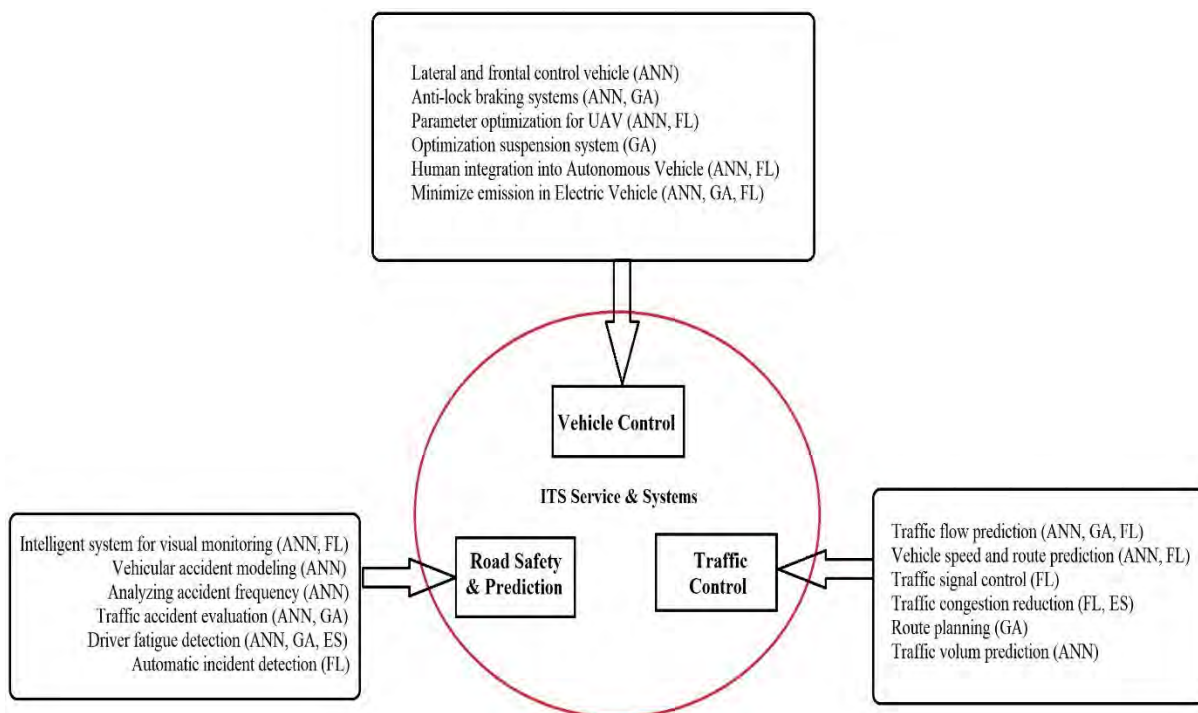 Lateral and frontal control vehicle (ANN)
Anti-lock braking systems (ANN, GA)
Parameter optimization for UAV (ANN, FL)
Optimization suspension system (GA)
Human integration into Autonomous Vehicle (ANN, FL)
Minimize emission in Electric Vehicle (ANN, GA, FL)
Vehicle Control
ITS Service & Systems
Intelligent system for visual monitoring (ANN, FL)
Vehicular accident modeling (ANN)
Analyzing accident frequency (ANN)
Traffic accident evaluation (ANN, GA)
Driver fatigue detection (ANN, GA, ES)
Automatic incident detection (FL)
Road Safety
& Prediction
Traffic
Control
Traffic flow prediction (ANN, GA, FL)
Vehicle speed and route prediction (ANN, FL)
Traffic signal control (FL)
Traffic congestion reduction (FL, ES)
Route planning (GA)
Traffic volum prediction (ANN)